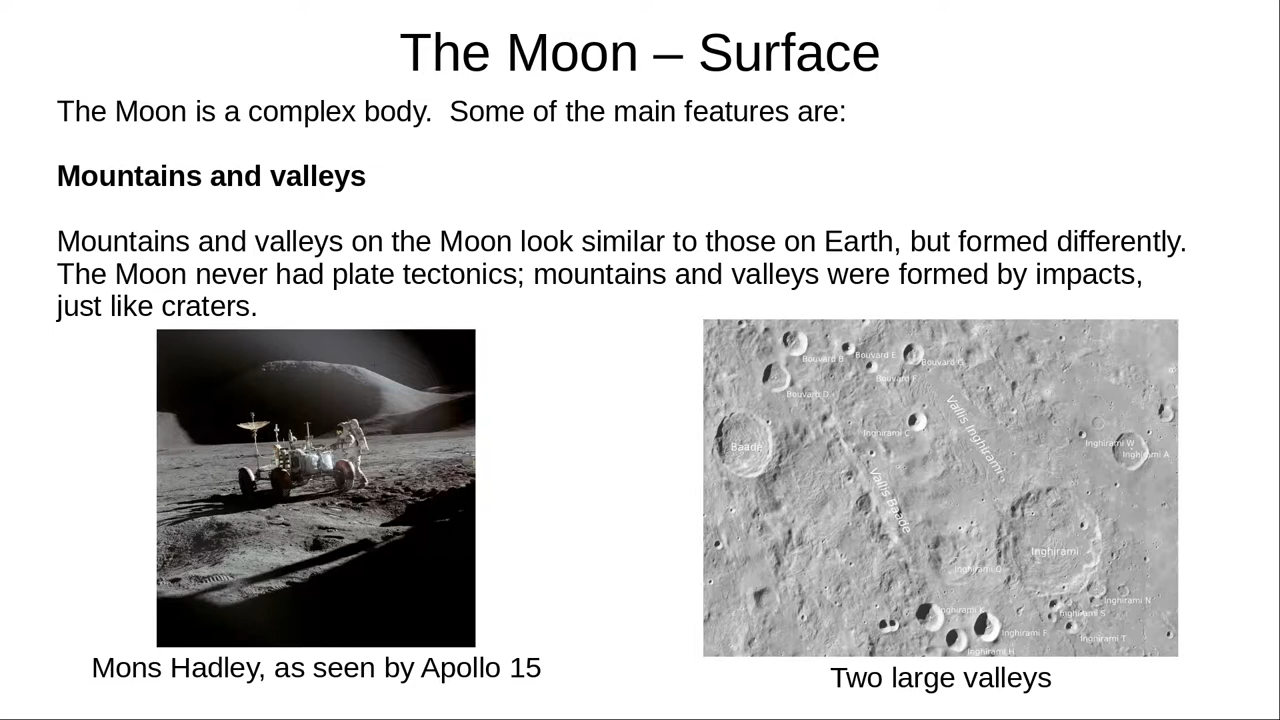 The Moon – Surface
The Moon is a complex body.  Some of the main features are:
Mountains and valleys
Mountains and valleys on the Moon look similar to those on Earth, but formed differently.
The Moon never had plate tectonics; mountains and valleys were formed by impacts,
just like craters.
Bouvard B
Bouvard E
Bouvard G
Bouvard F
Bouvard D
Vallis Inghirami
Inghirami C
Baade
Inghirami W
Inghirami A
Vallis Baade
Inghirami
Inghirami Q
Inghirami N
Inghirami K
Inghirami S
Inghirami F
Inghirami T
Inghirami H
Mons Hadley, as seen by Apollo 15
Two large valleys